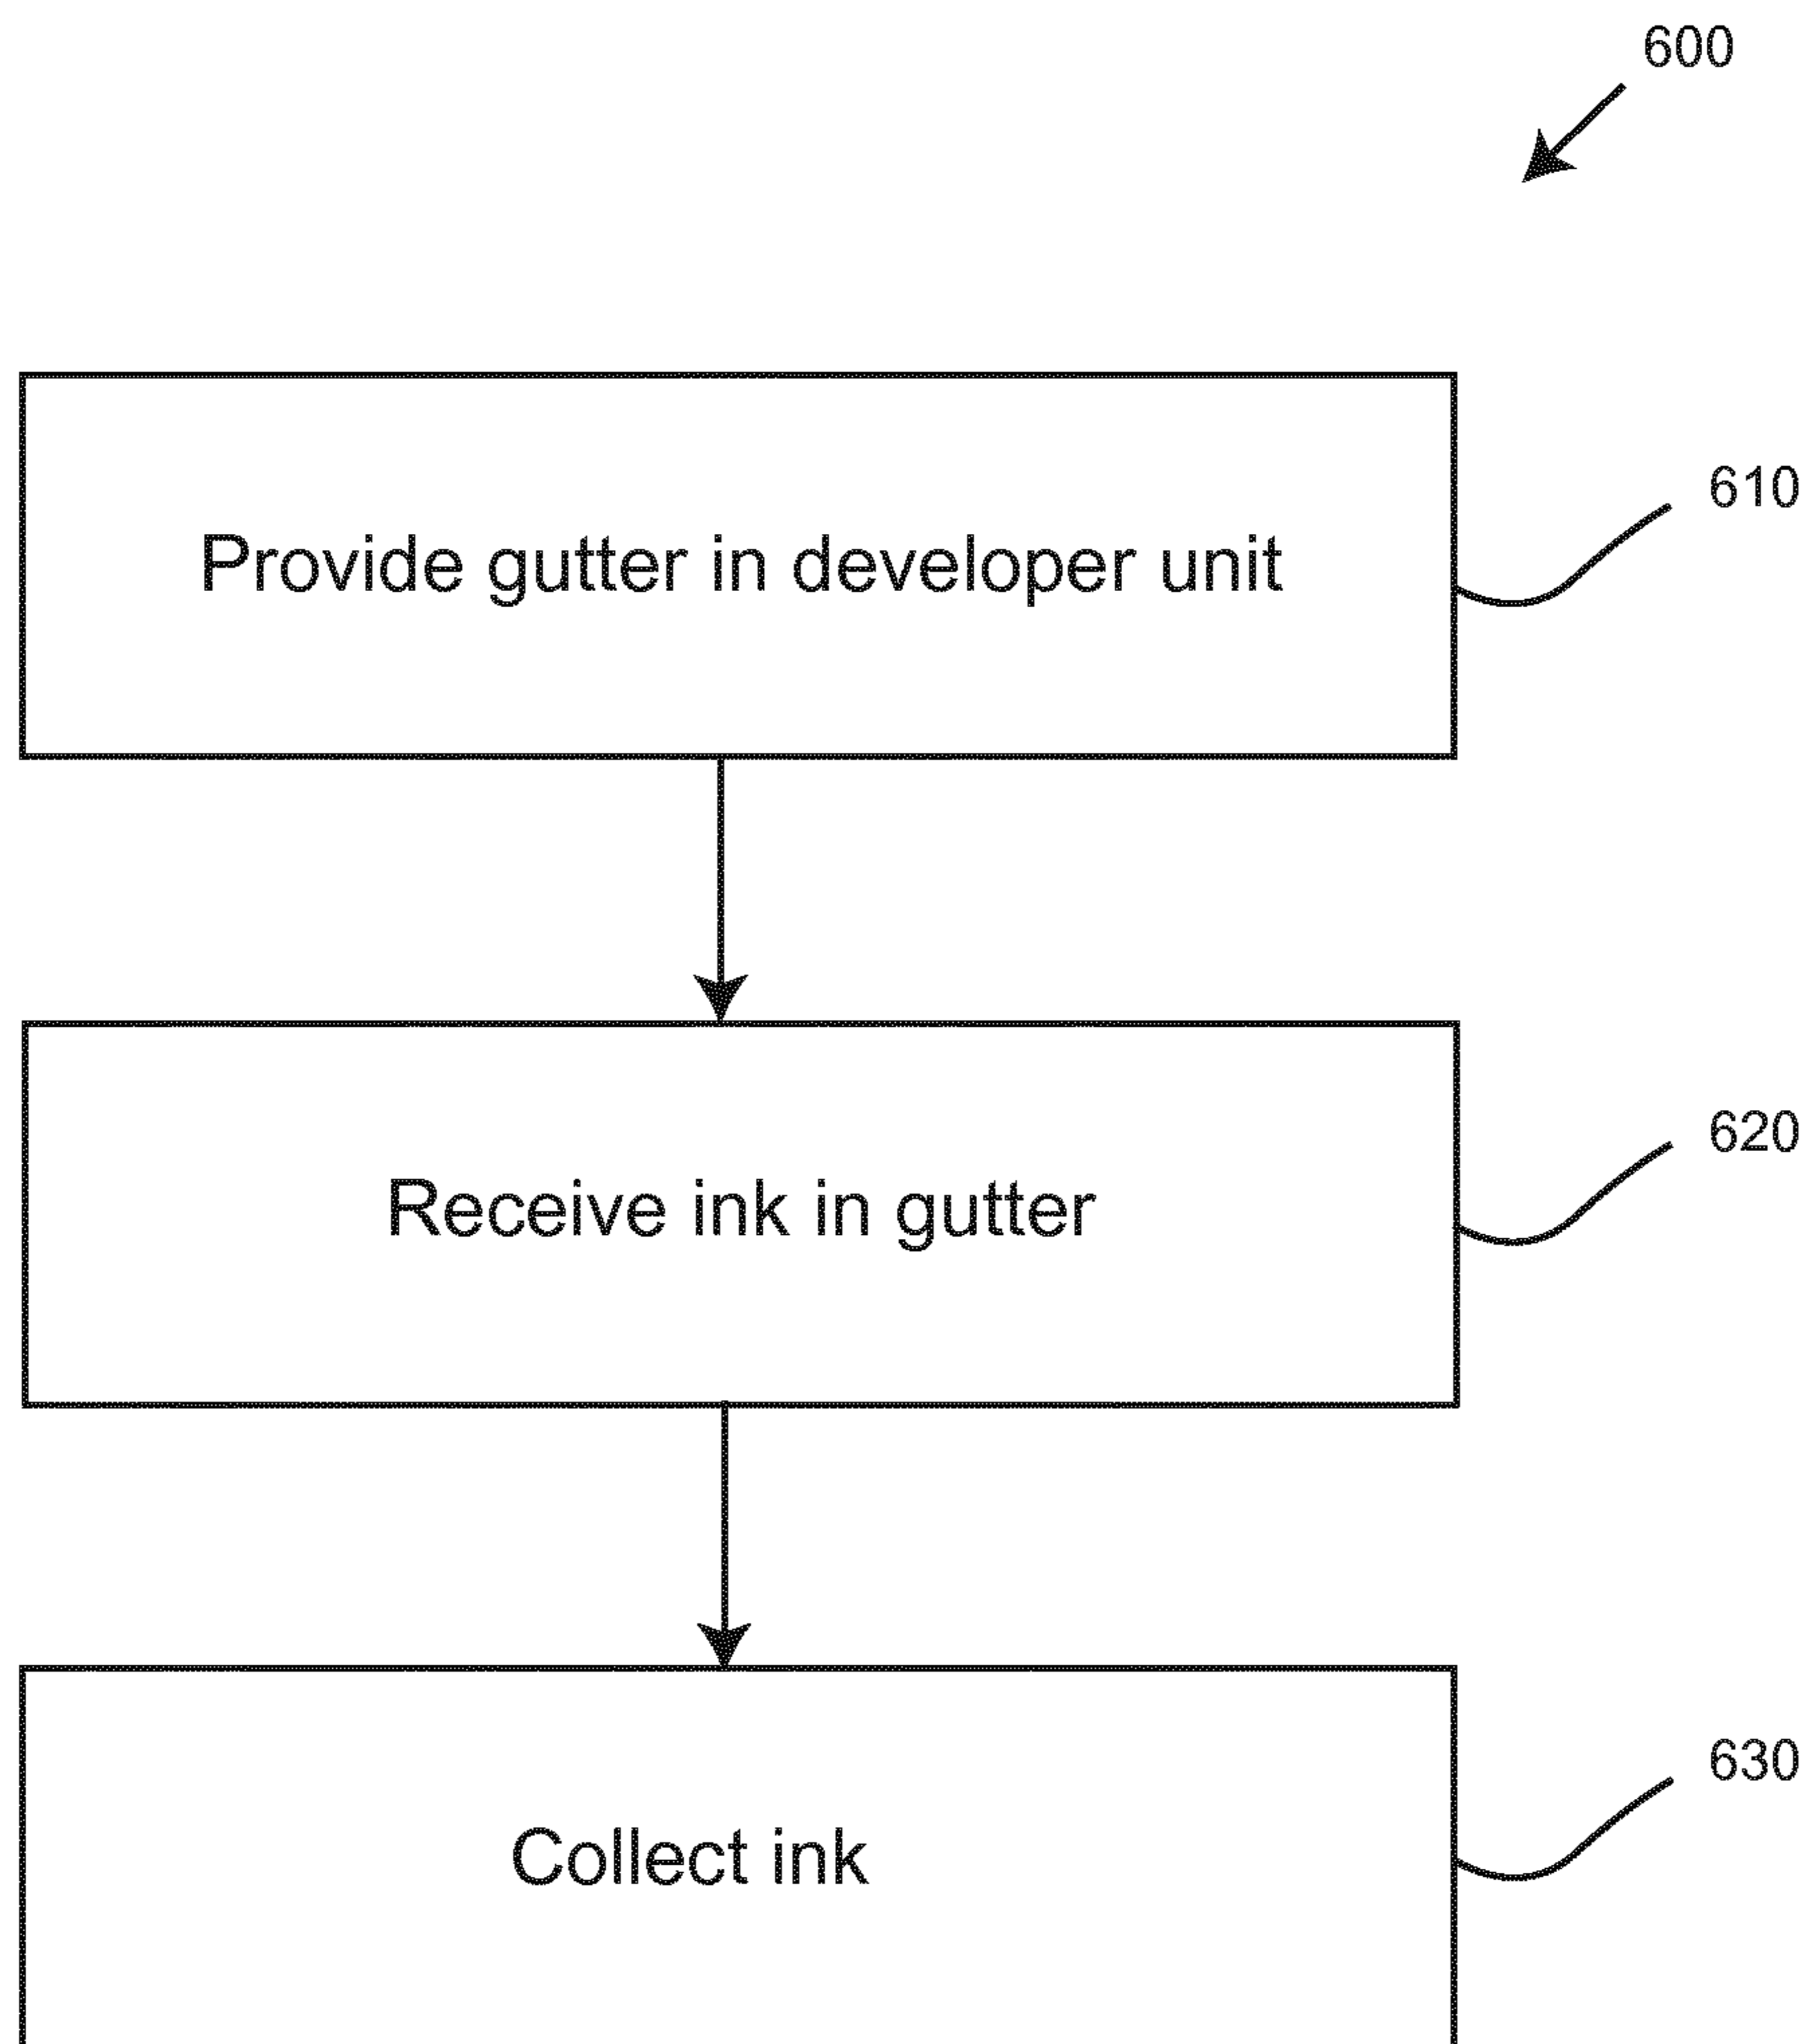 600
610
Provide gutter in developer unit
620
Receive ink in gutter
630
Collect ink